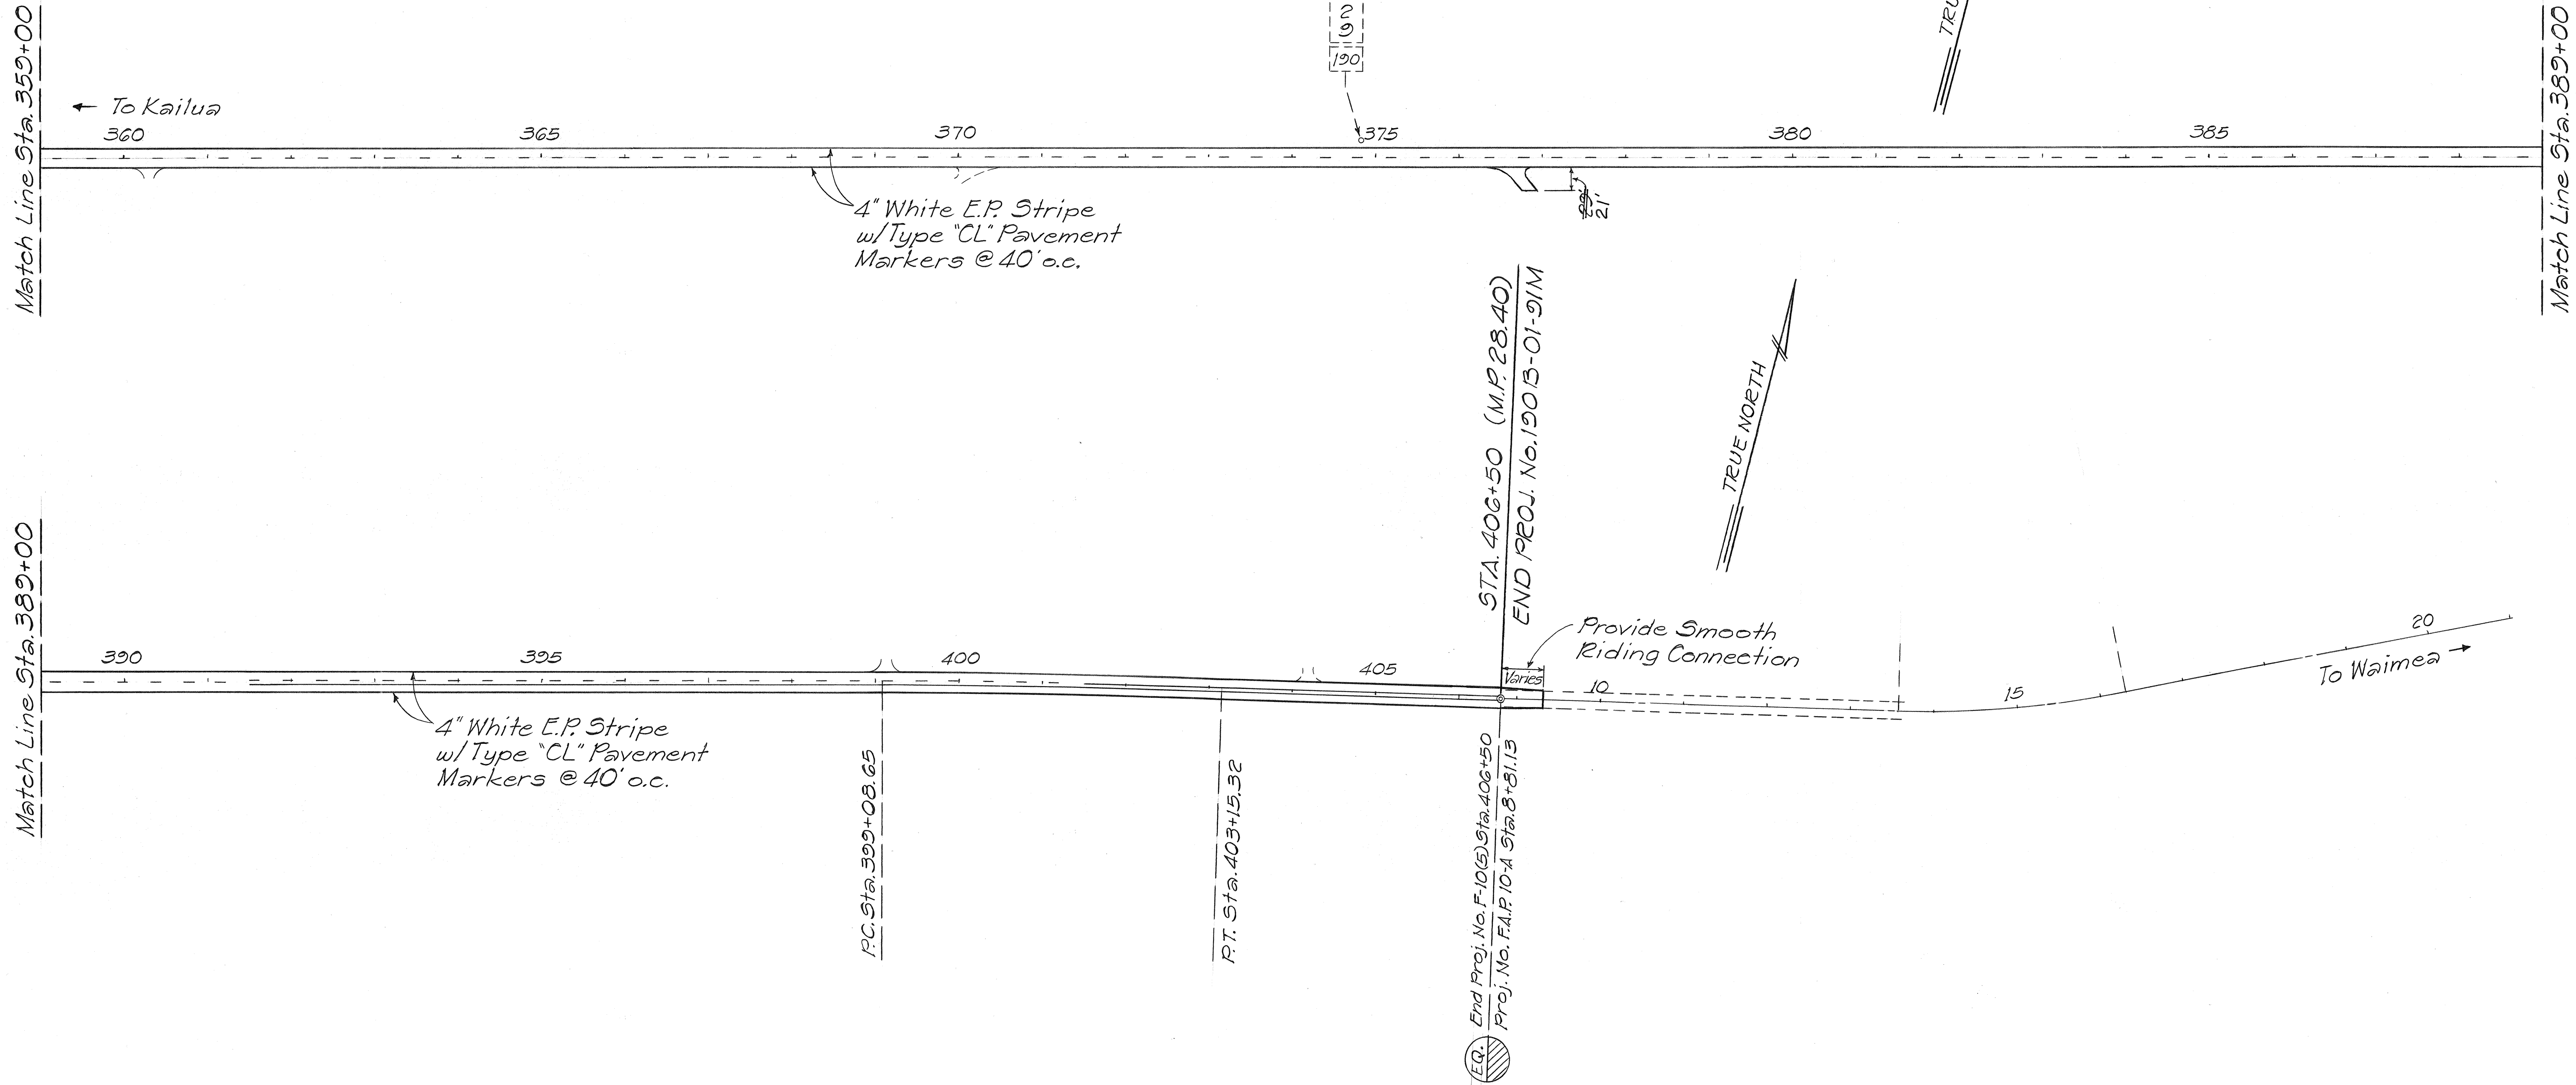 Match Line Sta. 359+00
← To Kailua
360
365
370
2
9
190
375
380
385
TRU
Match Line Sta. 389+00
4" White E.P. Stripe
w/Type "CL" Pavement
Markers @ 40' o.c.
21'
STA. 406+50 (M.P. 28.40)
END PROJ. No. 190 B-01-91M
TRUE NORTH
Match Line Sta. 389+00
390
395
400
405
Provide Smooth
Riding Connection
Varies
10
15
20
To Waimea →
4" White E.P. Stripe
w/Type "CL" Pavement
Markers @ 40' o.c.
P.C. Sta. 399+08.65
P.T. Sta. 403+15.32
End Proj. No. F-10(5) Sta. 406+50
Proj. No. F.A.P. 10-A Sta. 8+81.13
EQ.